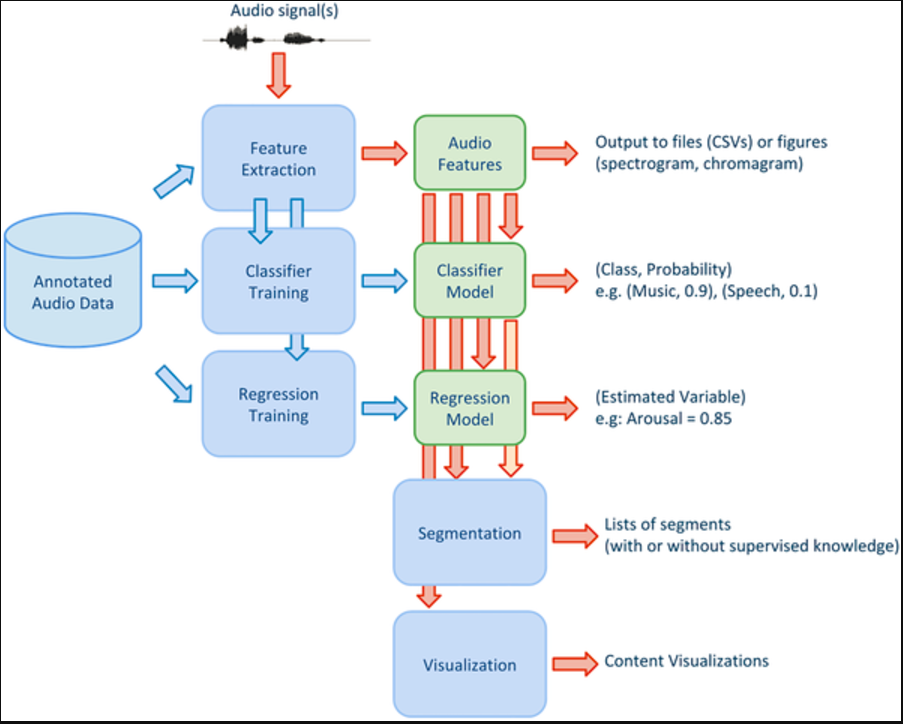 Audio signal(s)
Feature
Extraction
Audio
Features
Output to files (CSVs) or figures
(spectrogram, chromagram)
Annotated
Audio Data
Classifier
Training
Classifier
Model
(Class, Probability)
e.g. (Music, 0.9), (Speech, 0.1)
Regression
Training
Regression
Model
(Estimated Variable)
e.g: Arousal = 0.85
Segmentation
Lists of segments
(with or without supervised knowledge)
Visualization
Content Visualizations